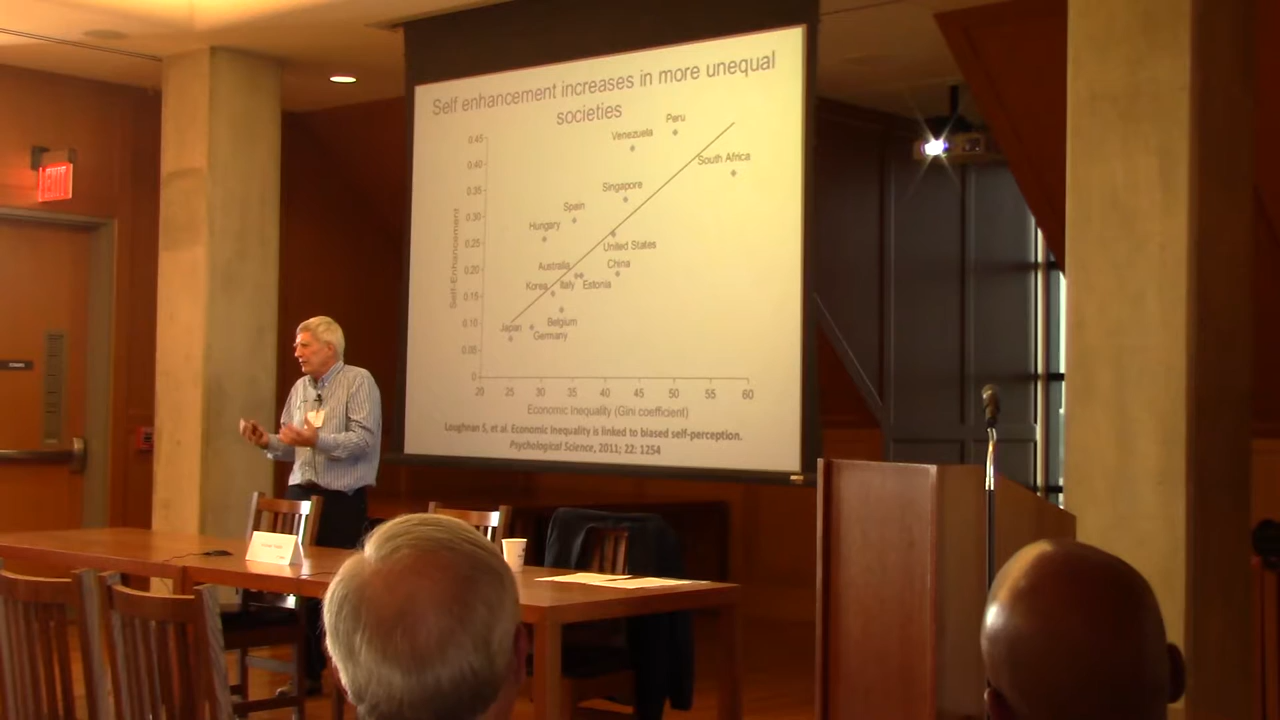 EXIT
Self enhancement increases in more unequal
societies
Self-Enhancement
0.45
0.40
0.35
0.30
0.25
0.20
0.15
0.10
0.05
0
Peru
Venezuela
South Africa
Singapore
Spain
Hungary
United States
Australia
China
Korea
Italy
Estonia
Japan
Belgium
Germany
20 25 30 35 40 45 50 55 60
Economic Inequality (Gini coefficient)
Loughnan S, et al. Economic Inequality is linked to biased self-perception.
Psychological Science, 2011; 22: 1254